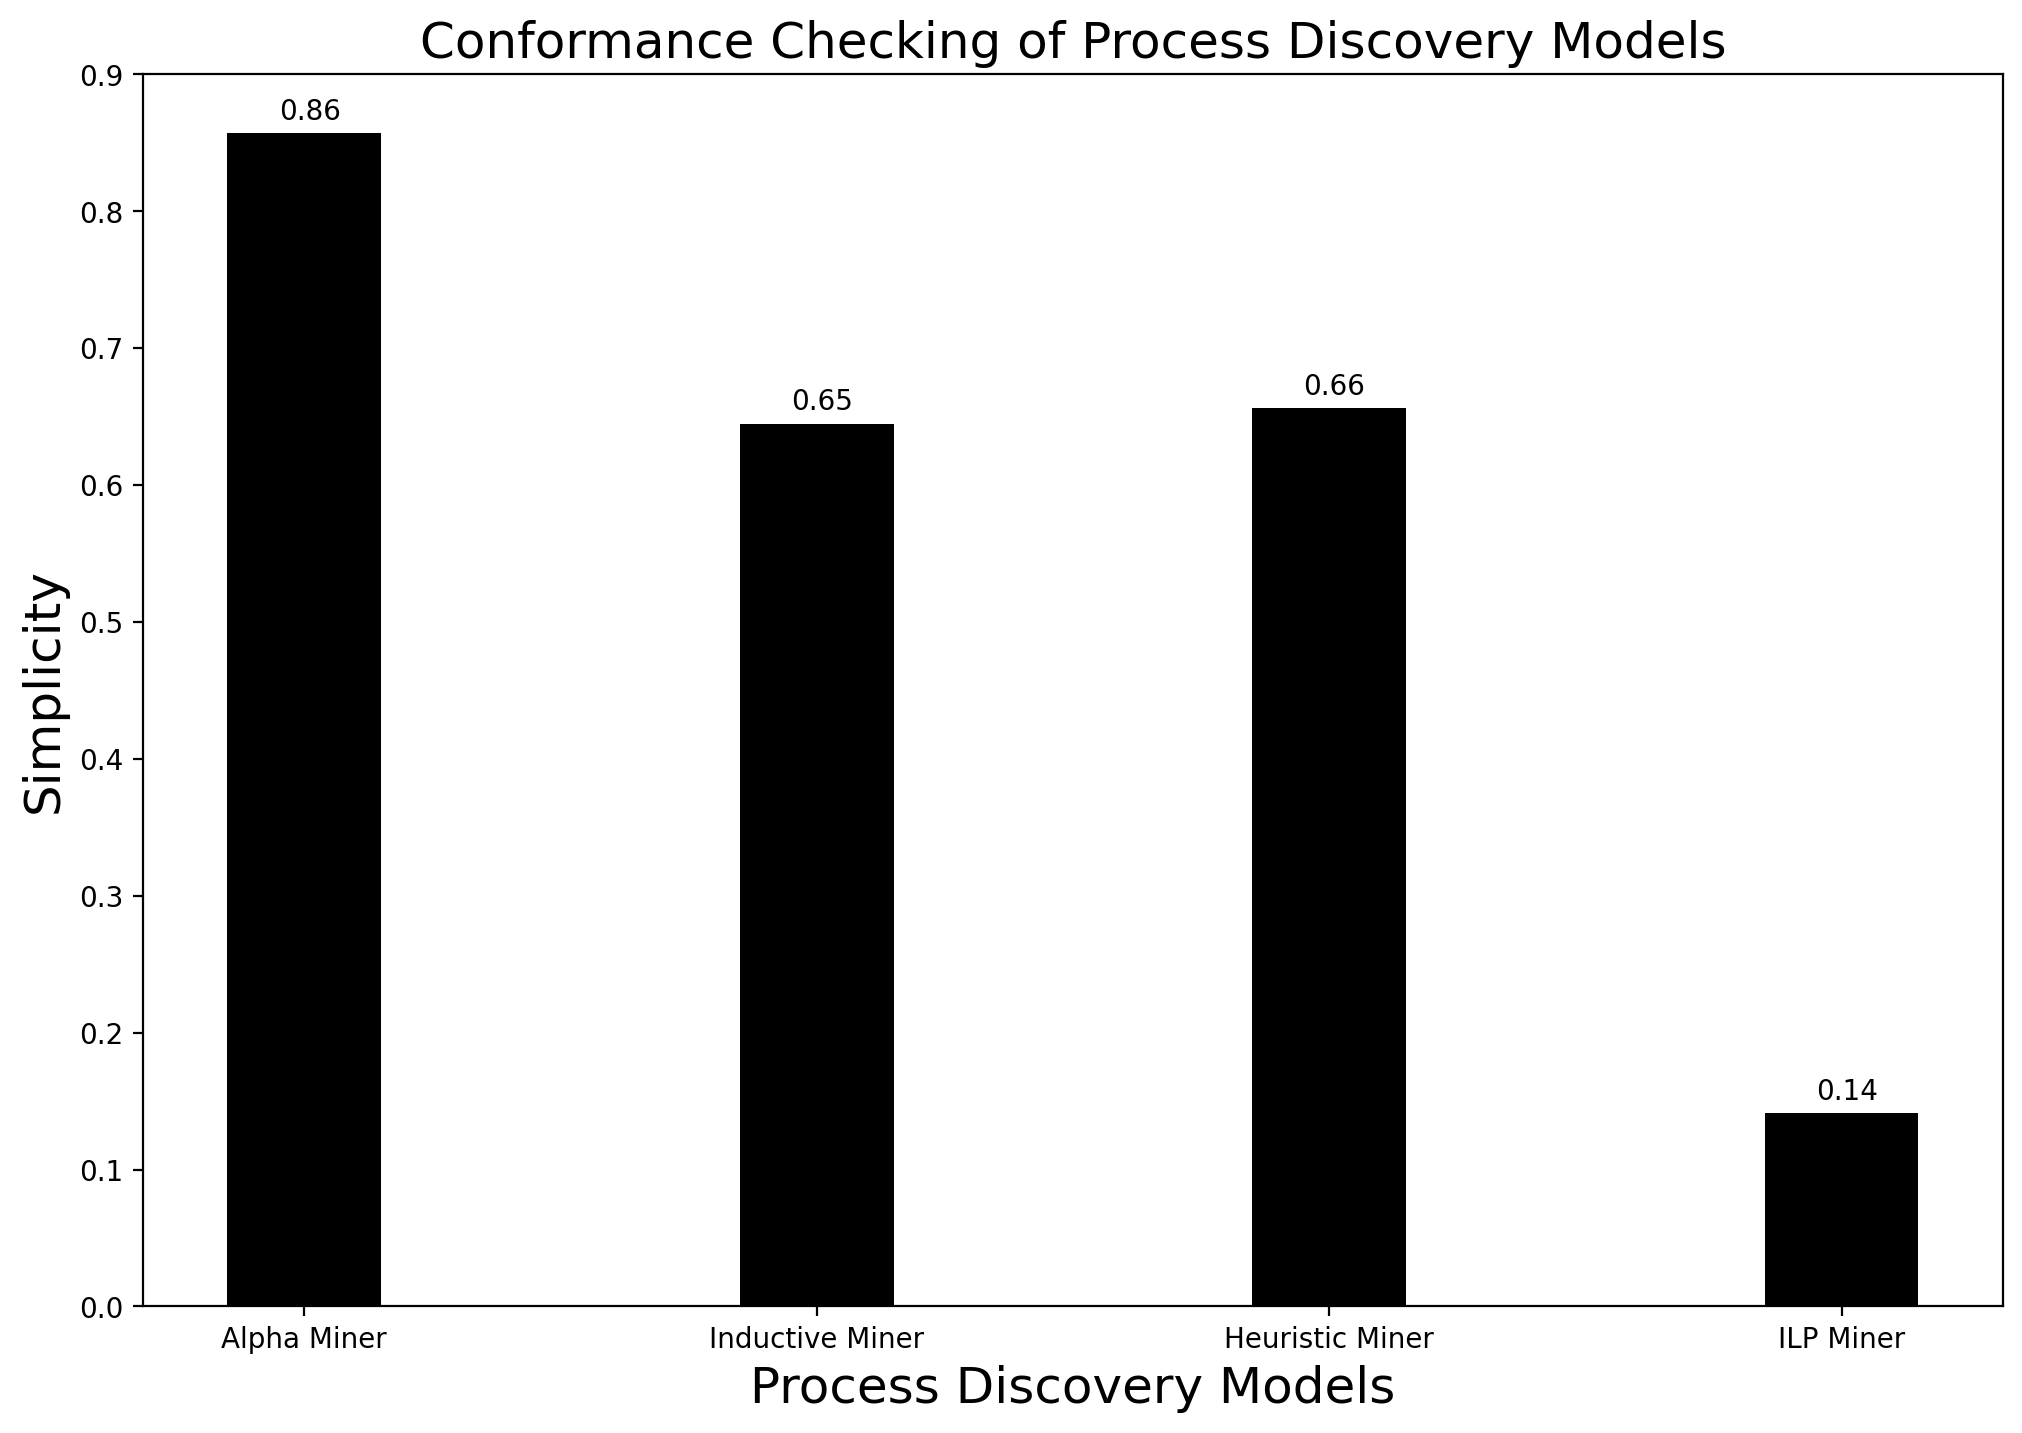 Conformance Checking of Process Discovery Models
0.9
0.8
0.7
0.6
0.5
0.4
0.3
0.2
0.1
0.0
Simplicity
0.86
0.65
0.66
0.14
Alpha Miner
Inductive Miner
Heuristic Miner
ILP Miner
Process Discovery Models